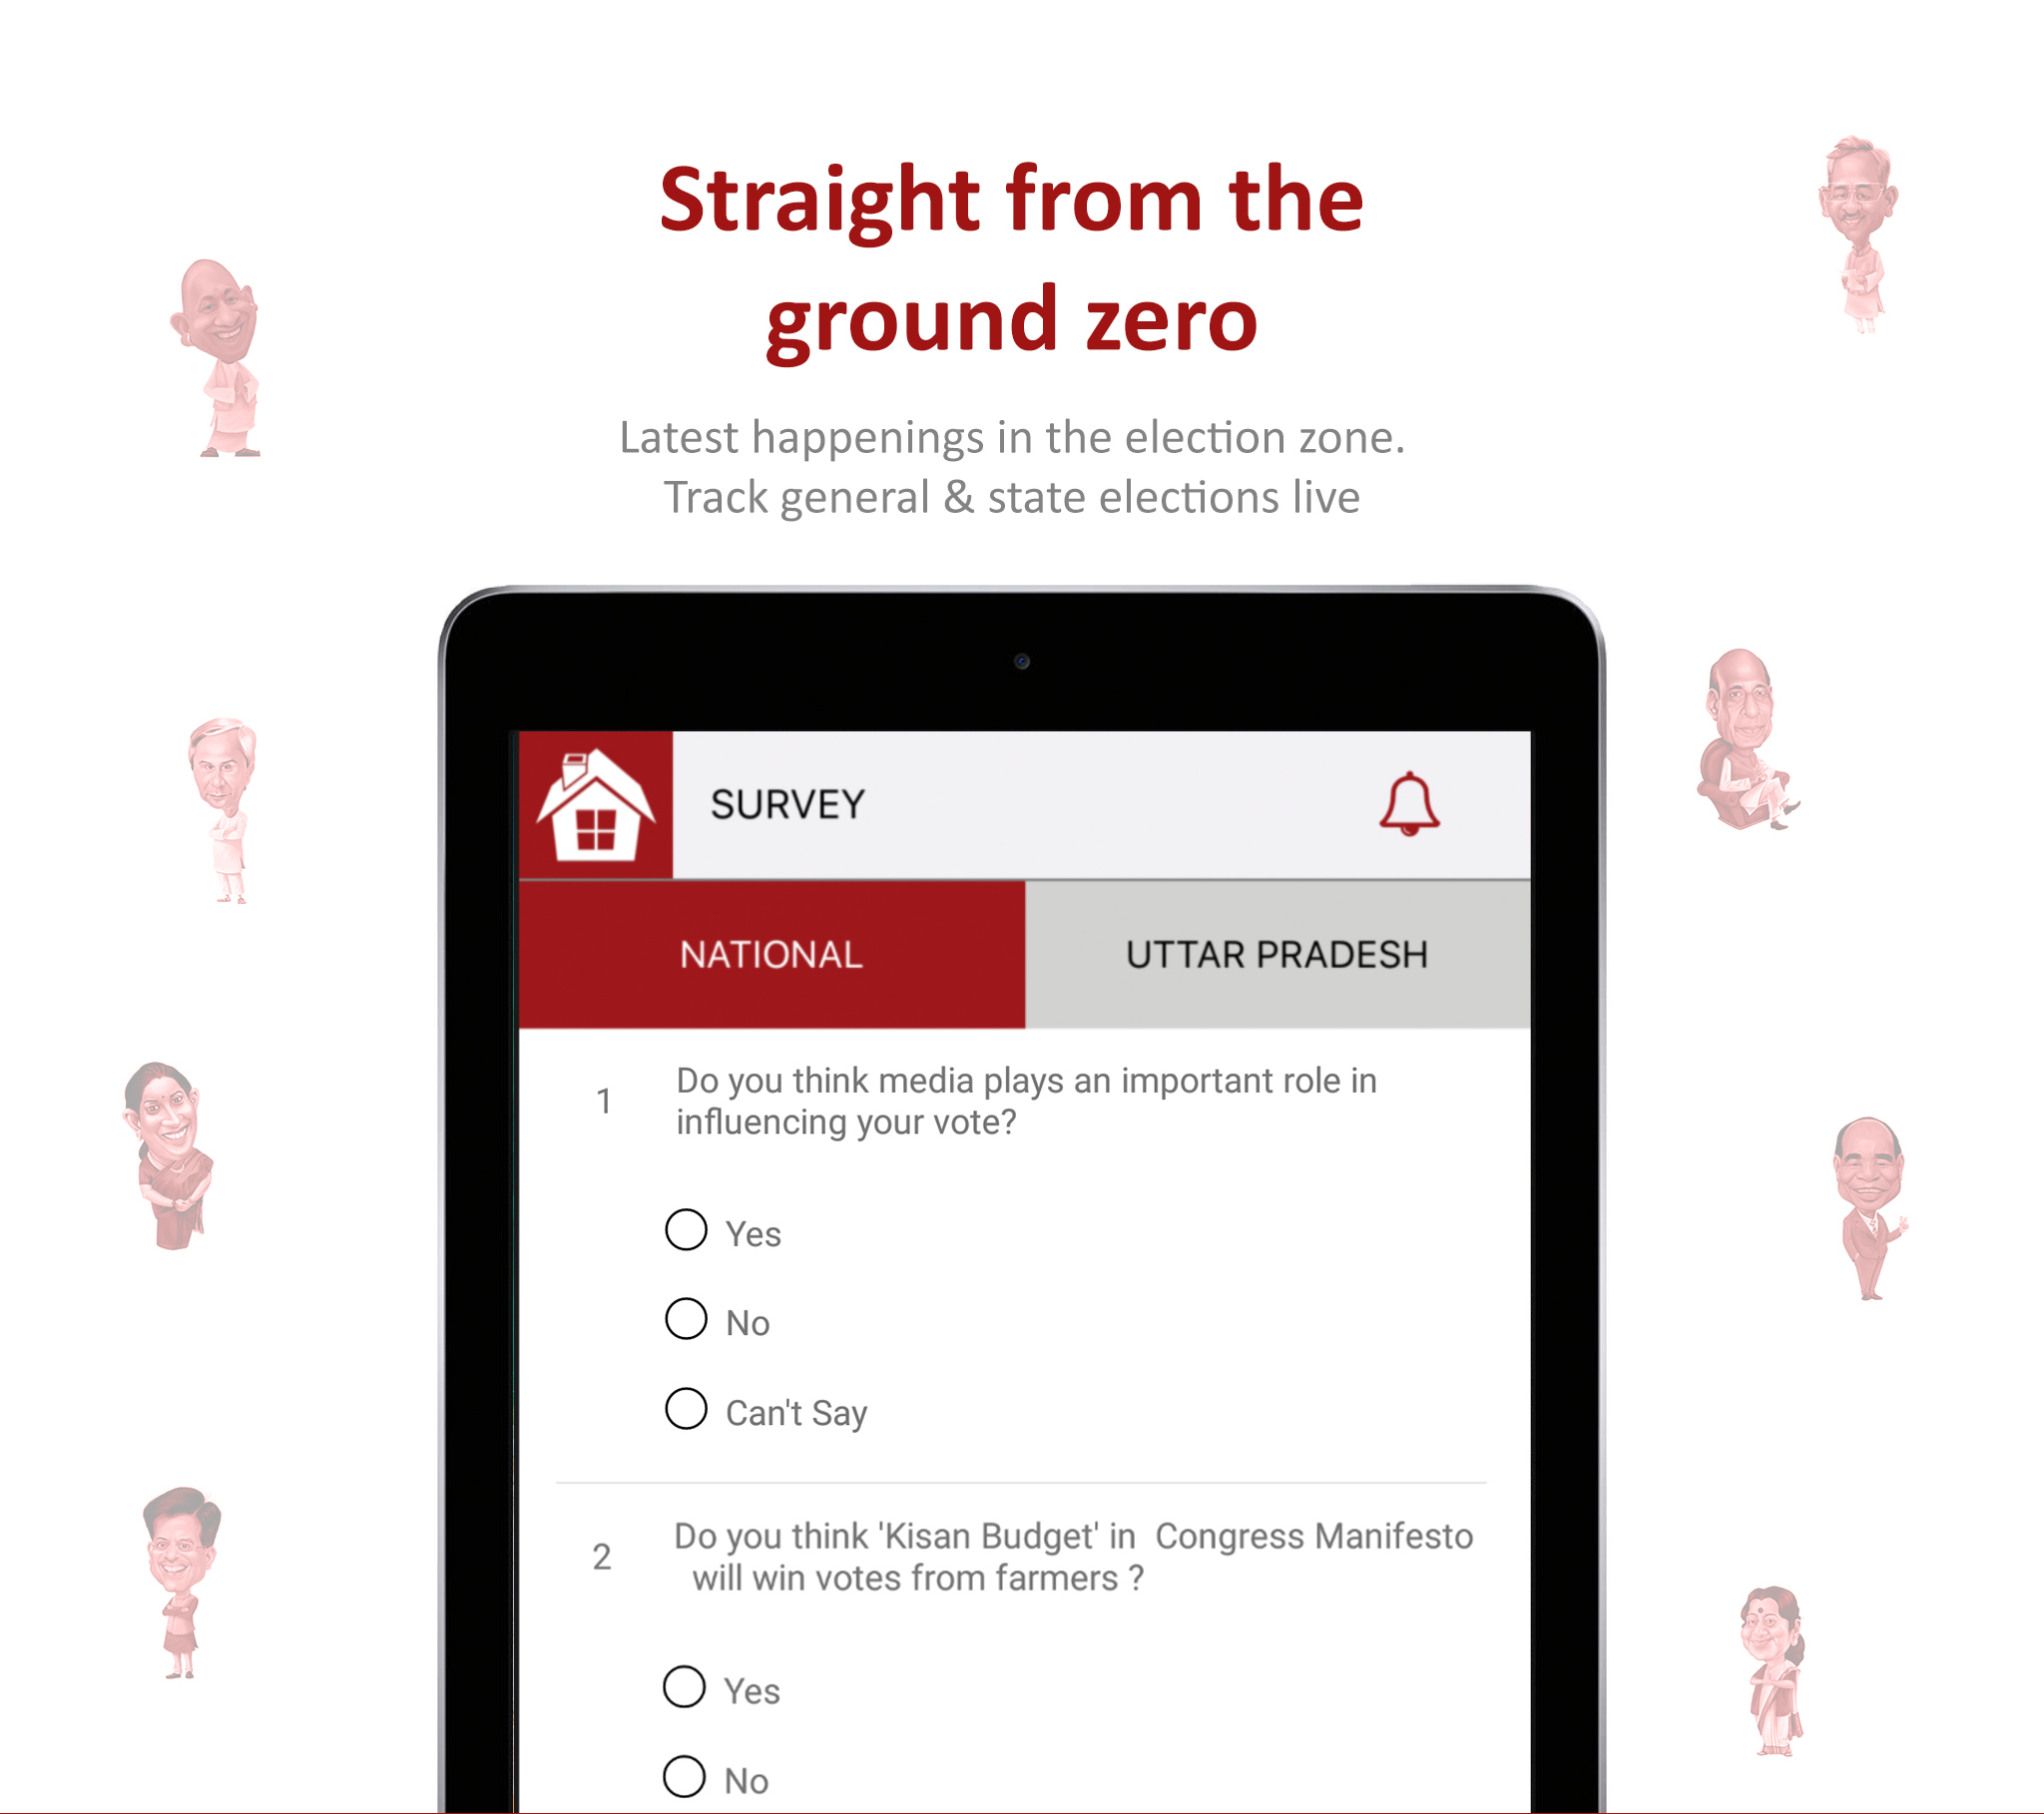 Straight from the
ground zero
Latest happenings in the election zone.
Track general & state elections live
SURVEY
NATIONAL
UTTAR PRADESH
1
Do you think media plays an important role in
influencing your vote?
Yes
No
Can't Say
2
Do you think 'Kisan Budget' in  Congress Manifesto
will win votes from farmers ?
Yes
No